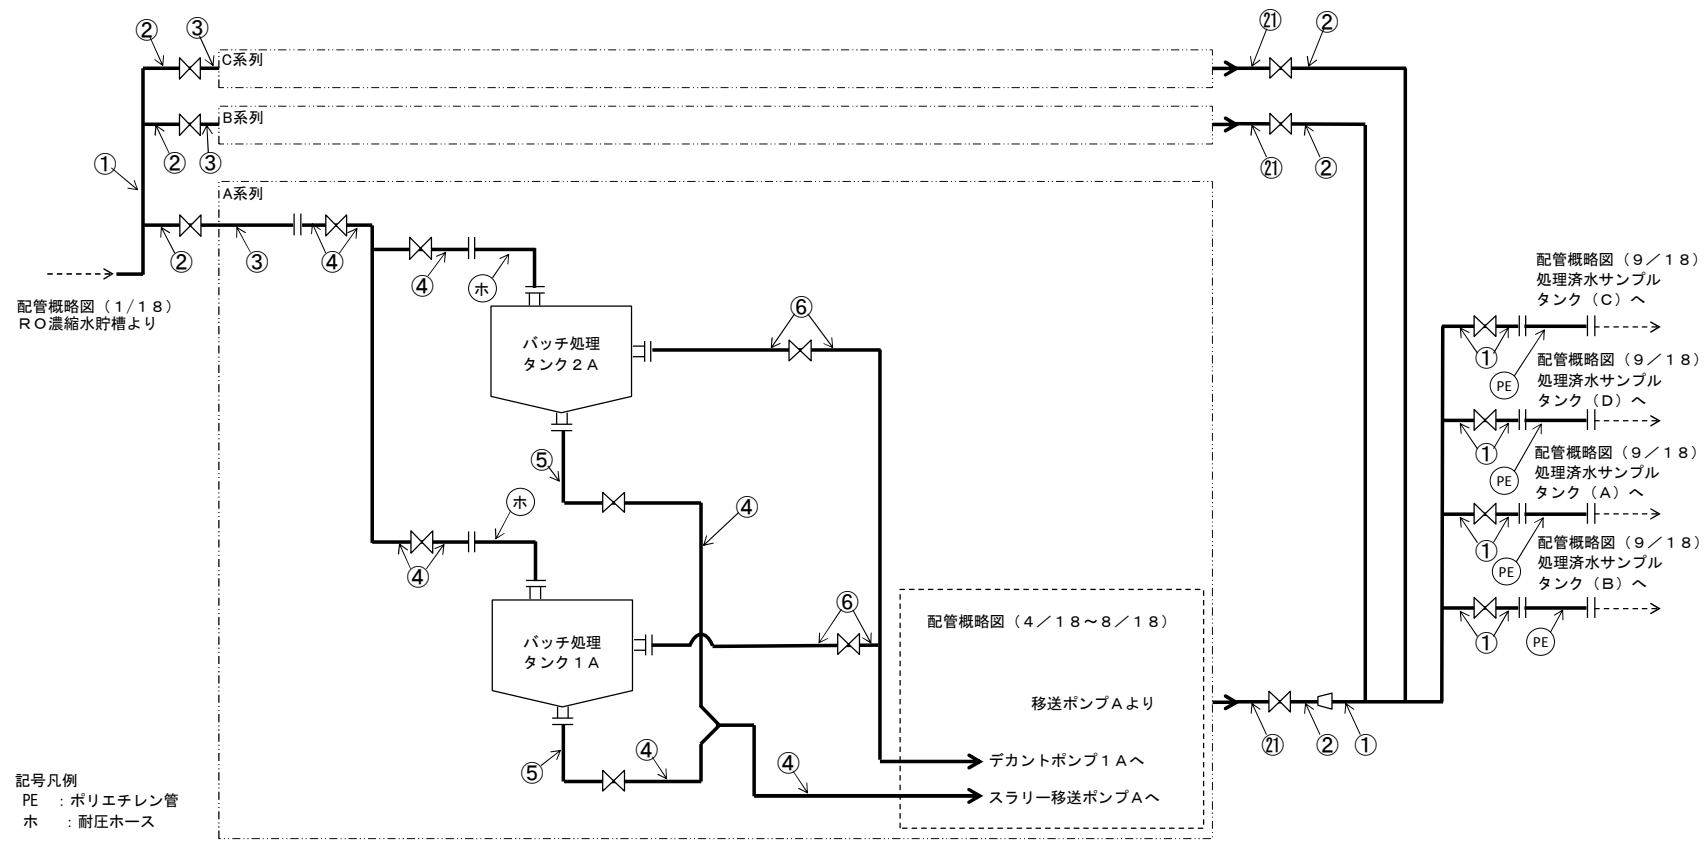 ② ③ ㉑ ②
C系列
B系列
② ③ ㉑ ②
①
A系列
② ③ ④
④ ホ
配管概略図（1/１８）
ＲＯ濃縮水貯槽より
⑥
バッチ処理
タンク２Ａ
⑤
ホ
④
④
⑥
バッチ処理
タンク１Ａ
⑤
④
④
配管概略図（４／１８～８／１８）
移送ポンプＡより
デカントポンプ１Ａへ
スラリー移送ポンプＡへ
㉑ ② ①
配管概略図（９／１８）
処理済水サンプル
タンク（Ｃ）へ
①
PE
配管概略図（９／１８）
処理済水サンプル
タンク（Ｄ）へ
①
PE
配管概略図（９／１８）
処理済水サンプル
タンク（Ａ）へ
①
PE
配管概略図（９／１８）
処理済水サンプル
タンク（Ｂ）へ
①
PE
記号凡例
PE ：ポリエチレン管
ホ ：耐圧ホース